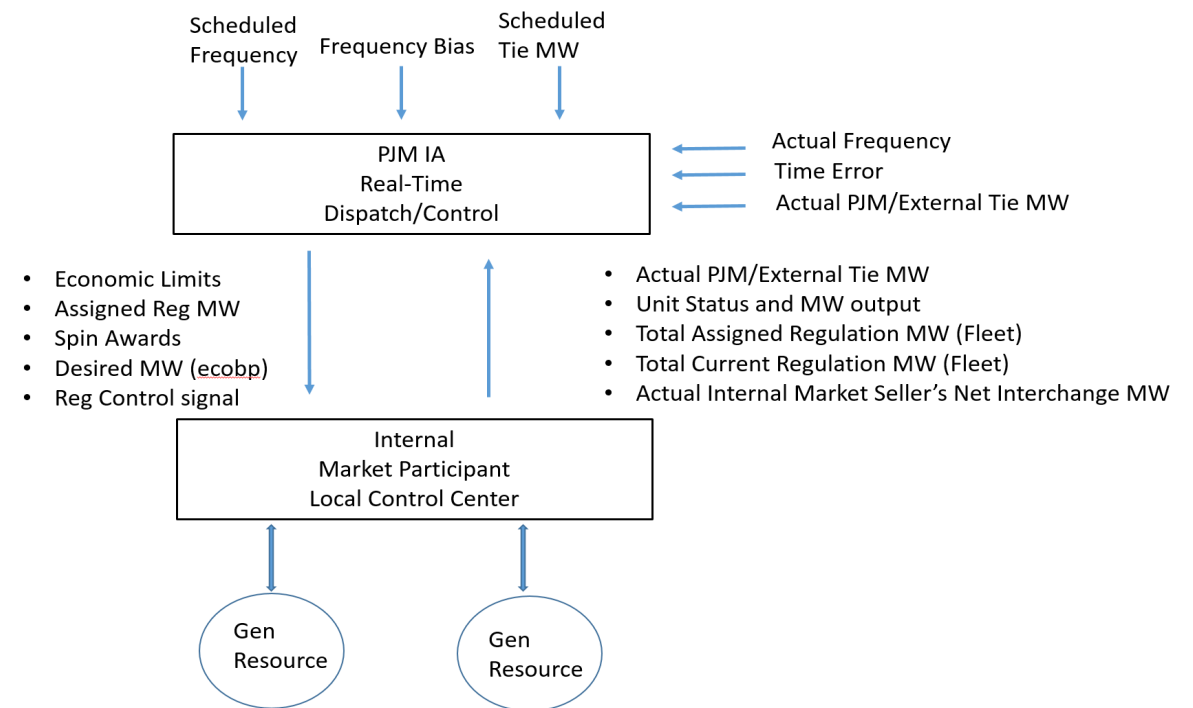 Scheduled
Frequency
Frequency Bias
Scheduled
Tie MW
PJM IA
Real-Time
Dispatch/Control
Actual Frequency
Time Error
Actual PJM/External Tie MW
• Economic Limits
• Assigned Reg MW
• Spin Awards
• Desired MW (ecobp)
• Reg Control signal
• Actual PJM/External Tie MW
• Unit Status and MW output
• Total Assigned Regulation MW (Fleet)
• Total Current Regulation MW (Fleet)
• Actual Internal Market Seller’s Net Interchange MW
Internal
Market Participant
Local Control Center
Gen
Resource
Gen
Resource